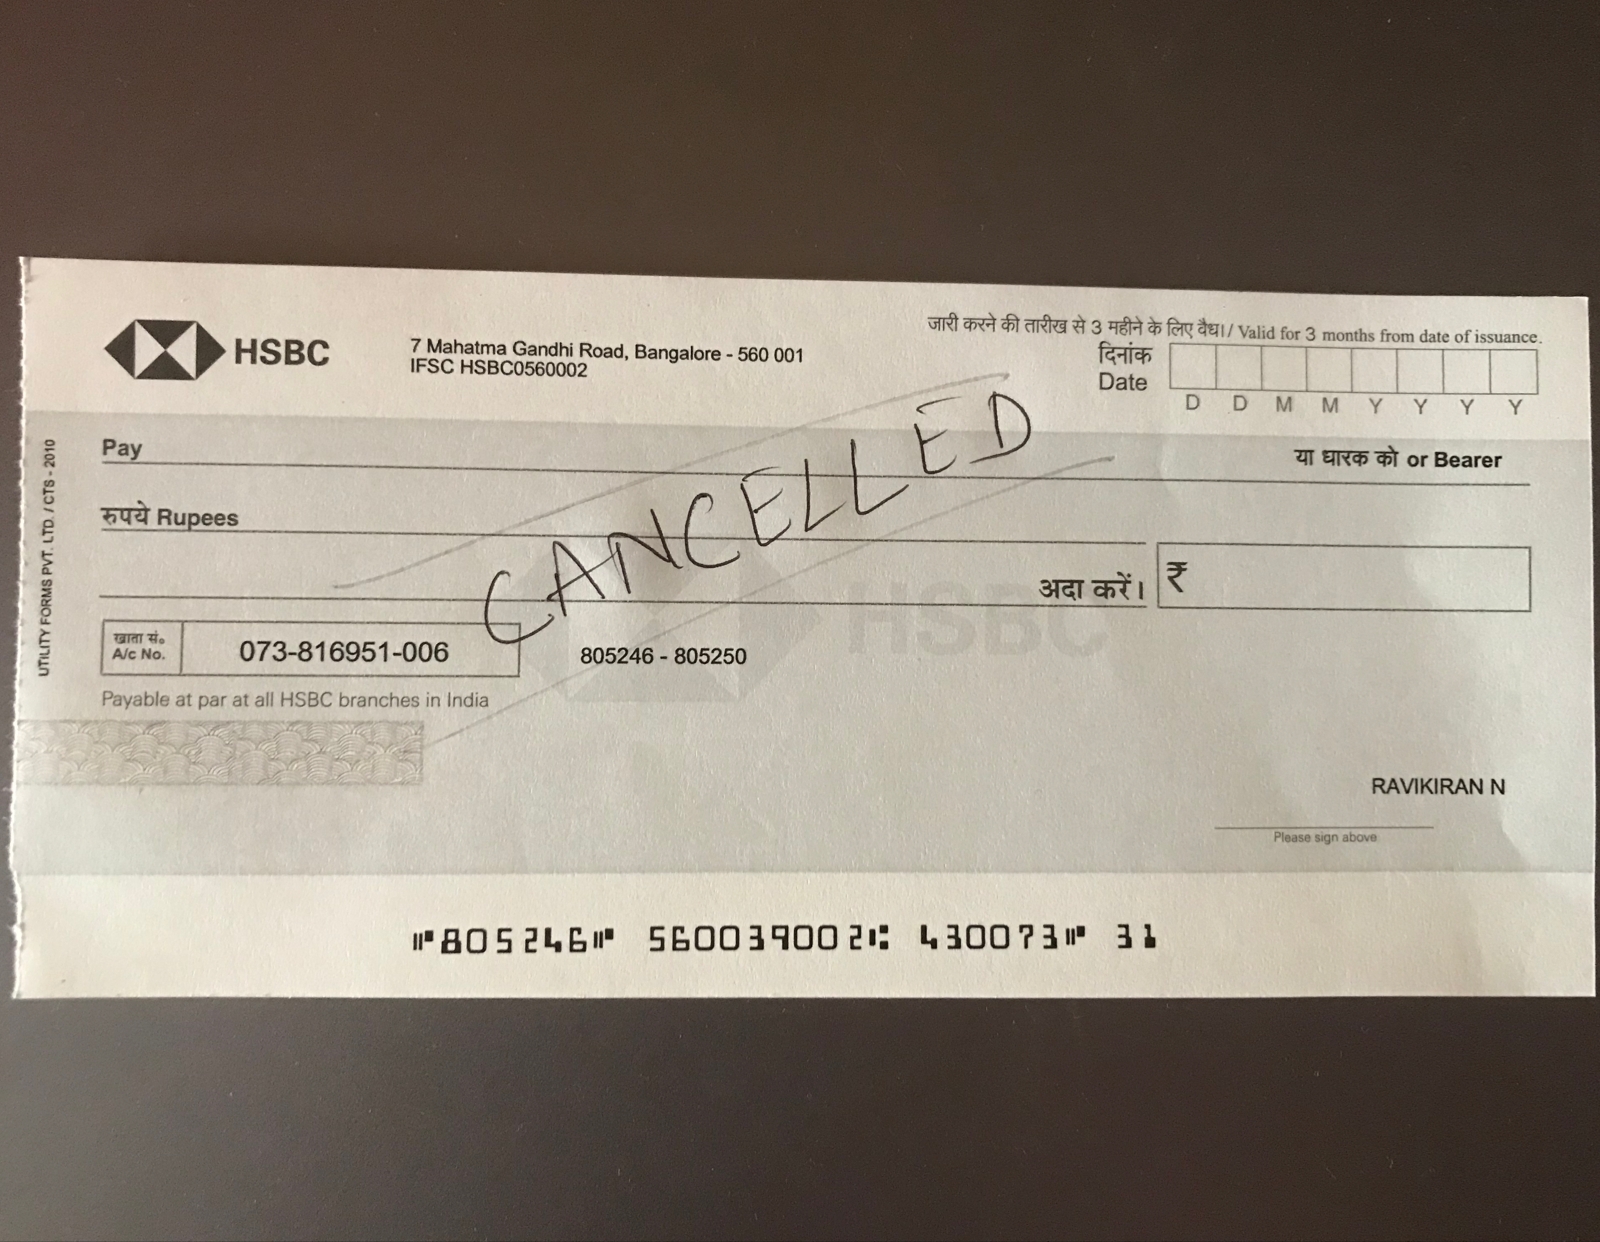 HSBC
7 Mahatma Gandhi Road, Bangalore - 560 001
IFSC HSBC0560002
जारी करने की तारीख से 3 महीने के लिए वैध।/ Valid for 3 months from date of issuance.
दिनांक
Date
D D M M Y Y Y Y
Pay
या धारक को or Bearer
रुपये Rupees
CANCELLED
अदा करें।
₹
HSBC
खाता सं॰
A/c No.
073-816951-006
805246 - 805250
Payable at par at all HSBC branches in India
UTILITY FORMS PVT. LTD. / CTS - 2010
RAVIKIRAN N
Please sign above
⑈805246⑈ 560039002⑆ 430073⑈ 31